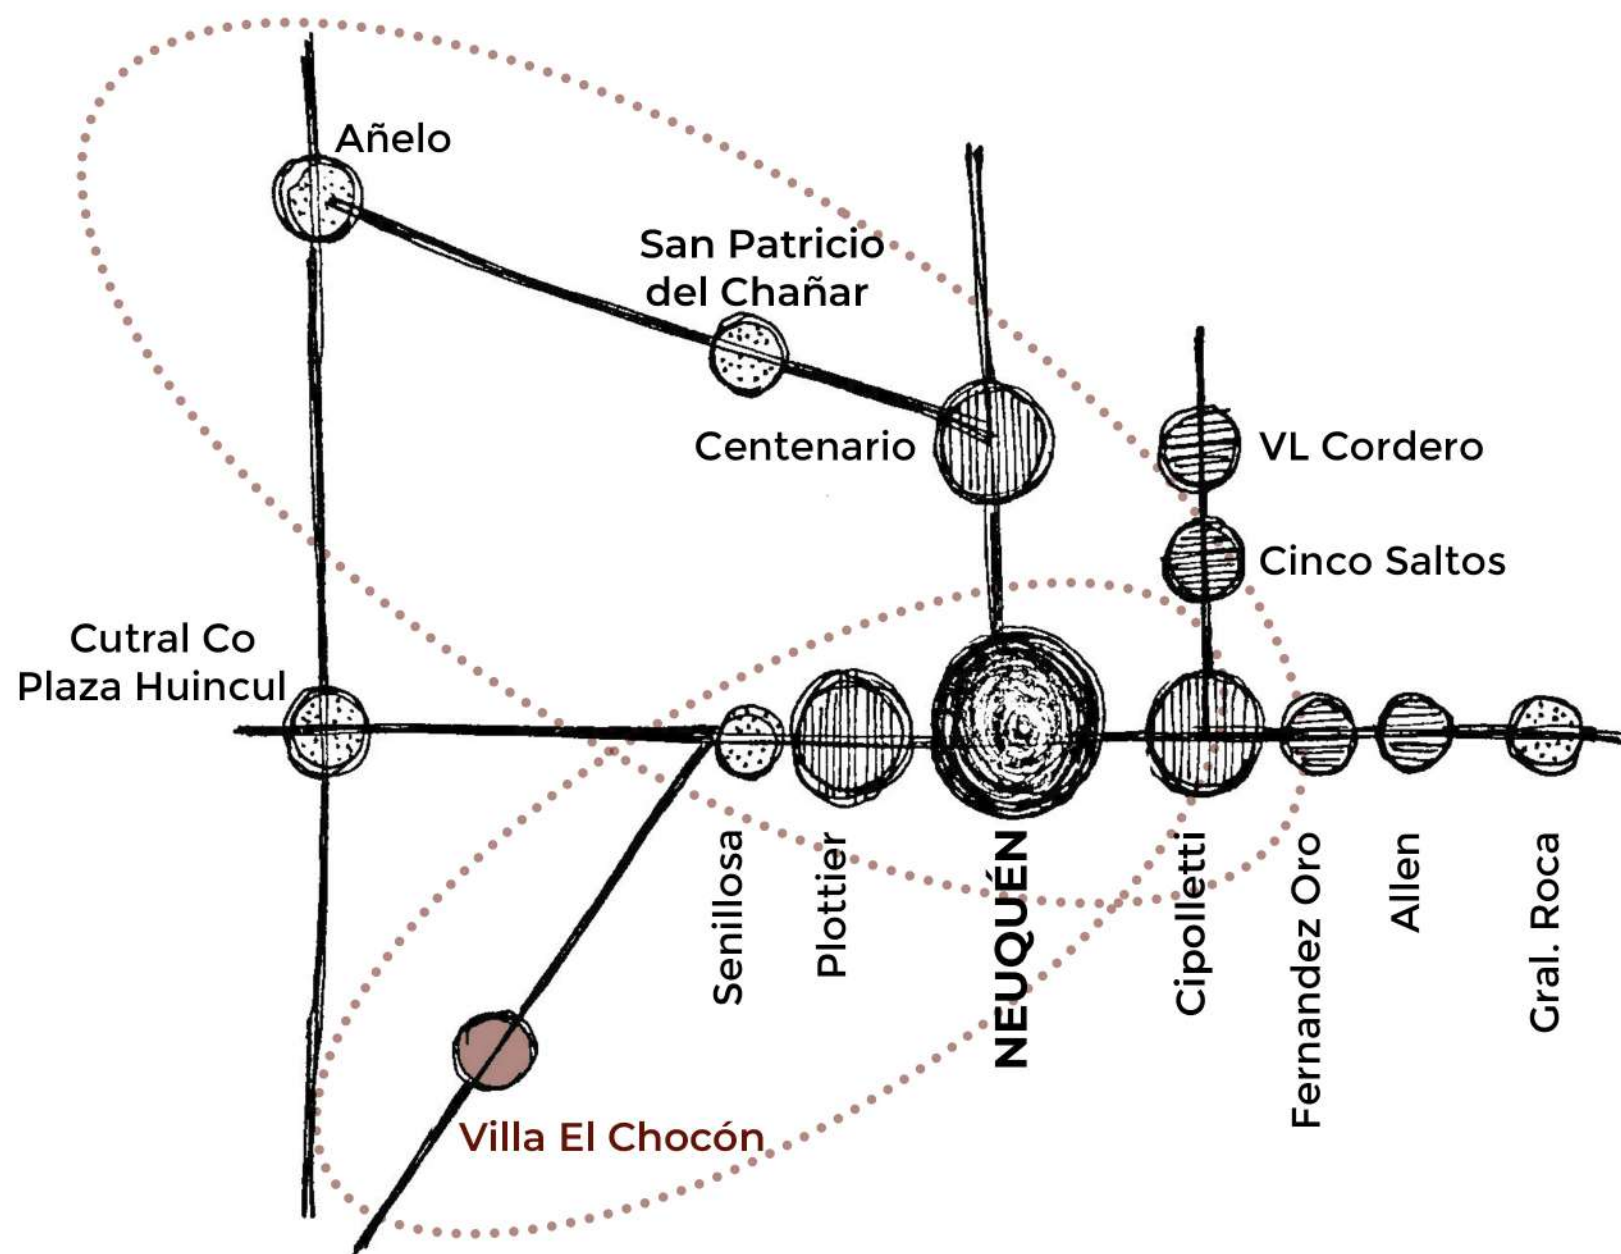 Añelo
San Patricio
del Chañar
Centenario
VL Cordero
Cinco Saltos
Cutral Co
Plaza Huincul
Senillosa
Plottier
NEUQUÉN
Cipolletti
Fernandez Oro
Allen
Gral. Roca
Villa El Chocón